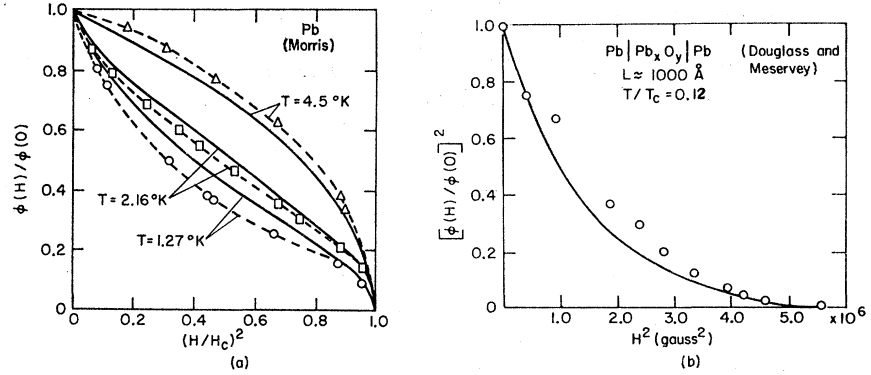 (a)
1.0
0.8
0.6
0.4
0.2
0
ϕ(H)/ϕ(0)
Pb
(Morris)
T=4.5°K
T=2.16°K
T=1.27°K
0
0.2
0.4
0.6
0.8
1.0
(H/Hc)²
(a)
(b)
1.0
0.8
0.6
0.4
0.2
0
[ϕ(H)/ϕ(0)]²
Pb|PbxOy|Pb
(Douglass and
L≈1000 Å
Meservey)
T/Tc=0.12
1.0
2.0
3.0
4.0
5.0
x10⁶
H² (gauss²)
(b)